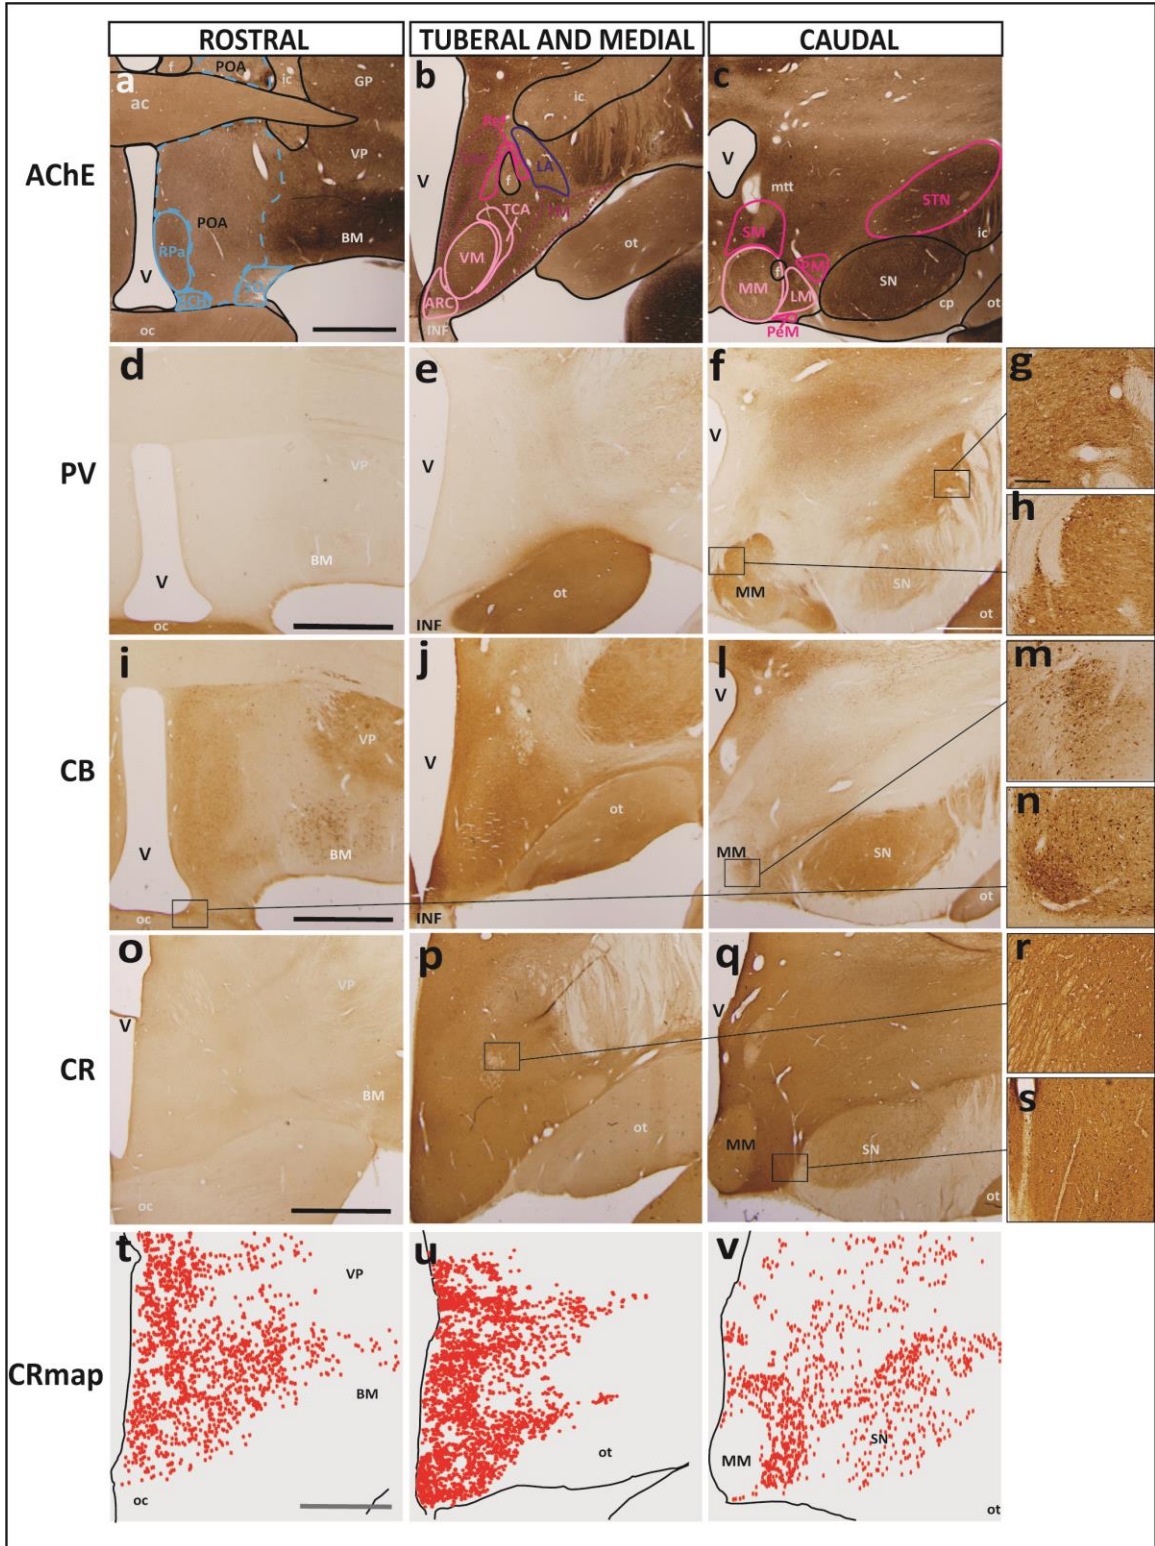 ROSTRAL TUBERAL AND MEDIAL CAUDAL
AChE
a f POA ic GP
ac
VP
POA
RPa
BM
V
SCH
oc
b ic
V
f LA
TCA
VM
ot
ARC
INF
c
V
mtt
STN
SM
ic
f PM
MM LM SN
cp ot
PeM
PV
d
VP
BM
V
oc
e
V
ot
INF
f
V
SN
MM
ot
g
h
CB
i
VP
V
BM
oc
j
V
ot
INF
l
V
MM SN
ot
m
n
CR
o
VP
V
BM
oc
p
ot
q
V
MM SN
ot
r
s
CRmap
t
VP
BM
oc
u
ot
v
SN
MM
ot